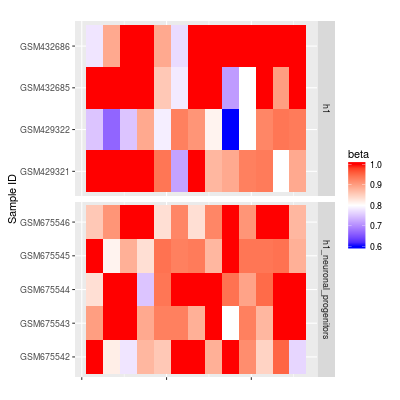 GSM432686
GSM432685
GSM429322
GSM429321
h1
GSM675546
GSM675545
GSM675544
GSM675543
GSM675542
h1_neuronal_progenitors
Sample ID
beta
1.0
0.9
0.8
0.7
0.6